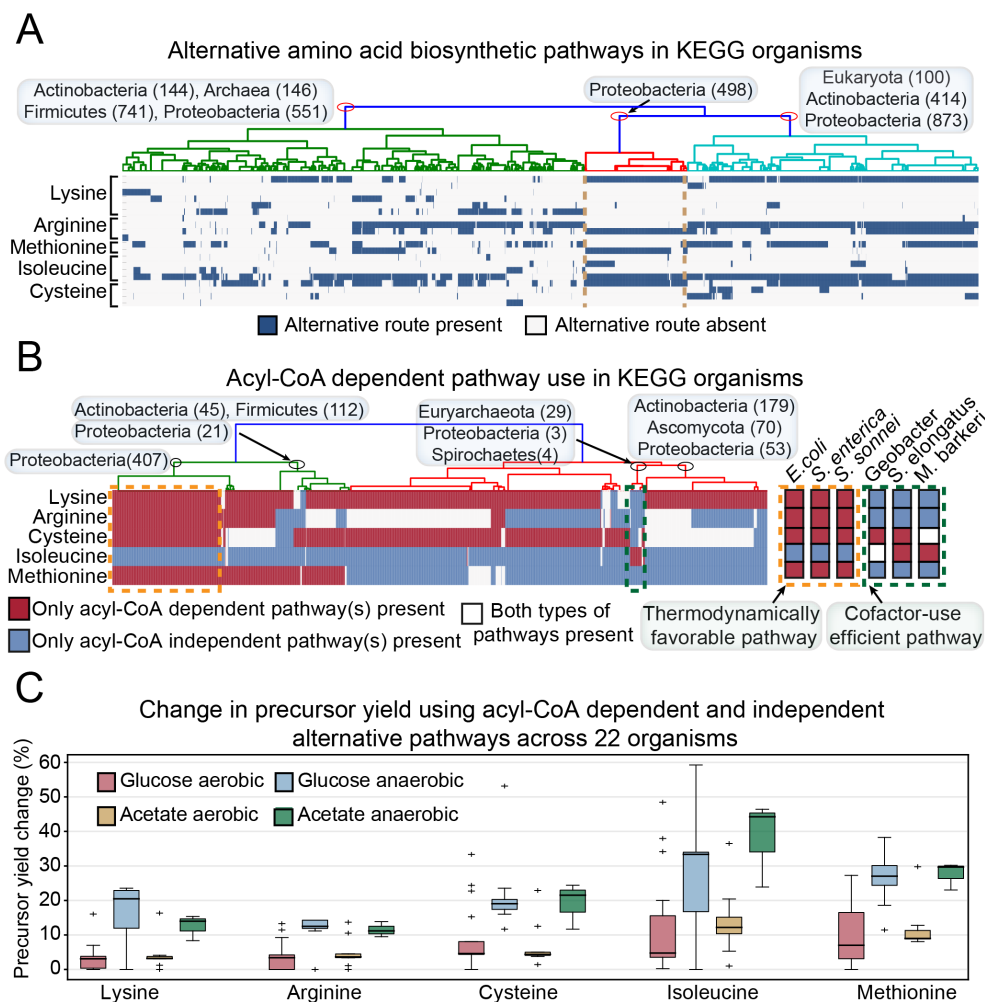 A
Alternative amino acid biosynthetic pathways in KEGG organisms
Actinobacteria (144), Archaea (146)
Firmicutes (741), Proteobacteria (551)
Proteobacteria (498)
Eukaryota (100)
Actinobacteria (414)
Proteobacteria (873)
Lysine
Arginine
Methionine
Isoleucine
Cysteine
Alternative route present
Alternative route absent
B
Acyl-CoA dependent pathway use in KEGG organisms
Actinobacteria (45), Firmicutes (112)
Proteobacteria (21)
Proteobacteria(407)
Euryarchaeota (29)
Proteobacteria (3)
Spirochaetes(4)
Actinobacteria (179)
Ascomycota (70)
Proteobacteria (53)
E.coli
S. enterica
S. sonnei
Geobacter
S. elongatus
M. barkeri
Lysine
Arginine
Cysteine
Isoleucine
Methionine
Only acyl-CoA dependent pathway(s) present
Only acyl-CoA independent pathway(s) present
Both types of
pathways present
Thermodynamically
favorable pathway
Cofactor-use
efficient pathway
C
Change in precursor yield using acyl-CoA dependent and independent
alternative pathways across 22 organisms
Precursor yield change (%)
60
50
40
30
20
10
0
Glucose aerobic
Glucose anaerobic
Acetate aerobic
Acetate anaerobic
Lysine
Arginine
Cysteine
Isoleucine
Methionine